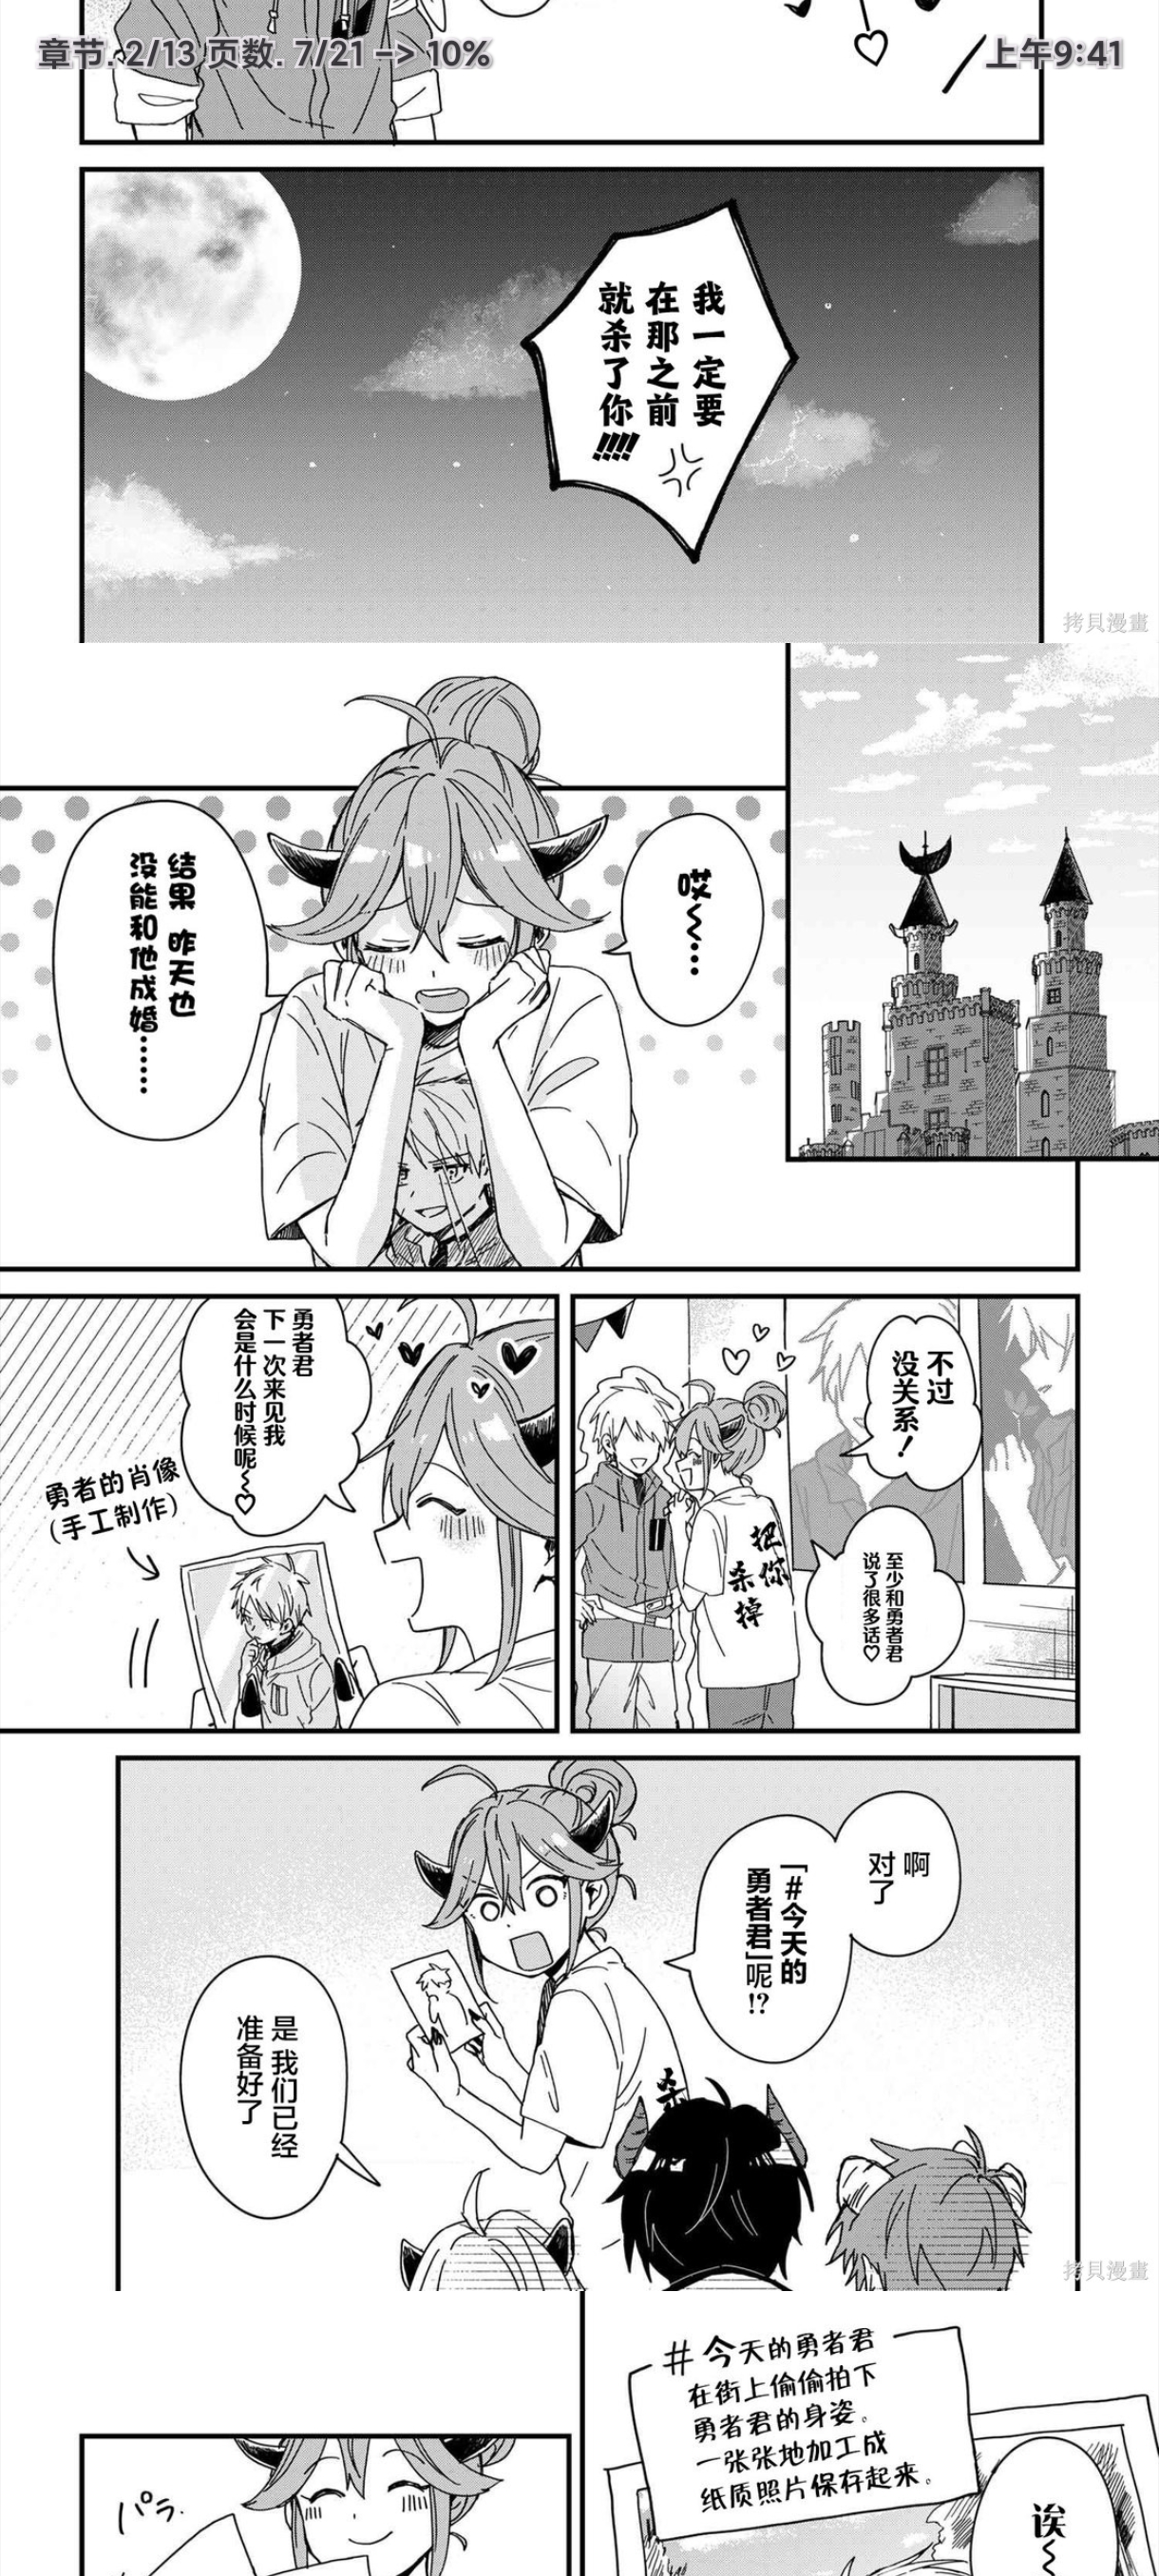 章节. 2/13 页数. 7/21 –> 10%
上午9:41
我一定要
在那之前
就杀了你
!!!!
拷貝漫畫
哎～……
结果 昨天也
没能和他成婚……
不过
没关系！
至少和勇者君
说了很多话♡
把你
杀掉
勇者君
下一次来见我
会是什么时候呢～♡
勇者的肖像
（手工制作）
啊
对了
「#今天的
勇者君」呢!?
是 我们已经
准备好了
杀
拷貝漫畫
#今天的勇者君
在街上偷偷拍下
勇者君的身姿。
一张张地加工成
纸质照片保存起来。
诶～
パラ